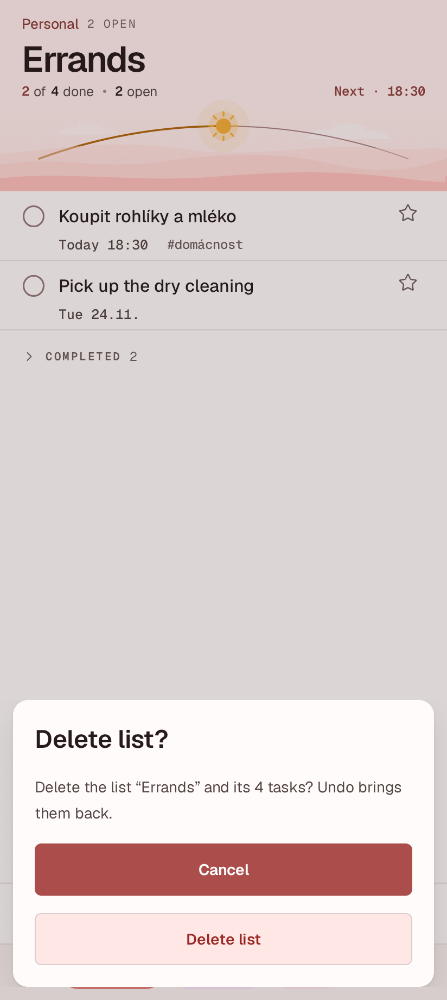 Personal 2 OPEN
Errands
2 of 4 done • 2 open
Next · 18:30
Koupit rohlíky a mléko
Today 18:30 #domácnost
Pick up the dry cleaning
Tue 24.11.
COMPLETED 2
Delete list?
Delete the list “Errands” and its 4 tasks? Undo brings
them back.
Cancel
Delete list